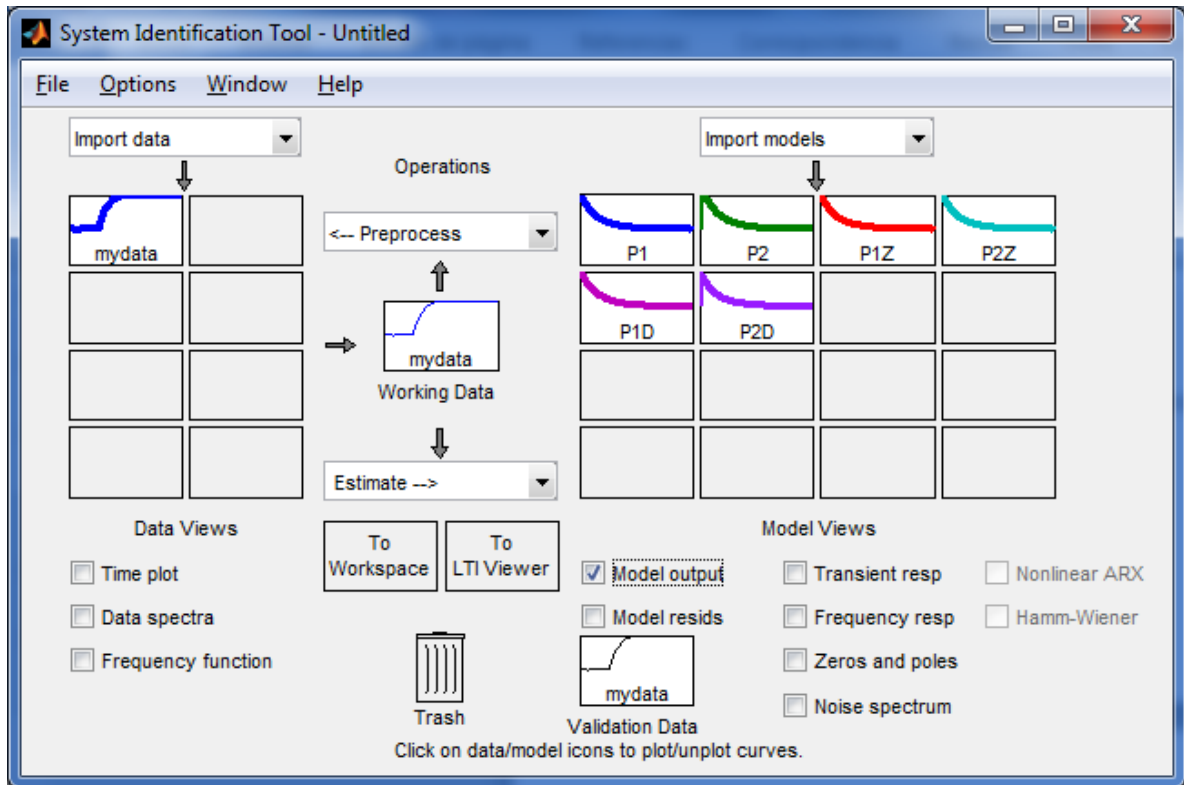 System Identification Tool - Untitled
File Options Window Help
Import data
Import models
Operations
<-- Preprocess
mydata
P1 P2 P1Z P2Z
P1D P2D
mydata
Working Data
Estimate -->
Data Views
Model Views
To Workspace
To LTI Viewer
Time plot
Data spectra
Frequency function
Model output
Model resids
Transient resp
Frequency resp
Zeros and poles
Noise spectrum
Nonlinear ARX
Hamm-Wiener
Trash
mydata
Validation Data
Click on data/model icons to plot/unplot curves.